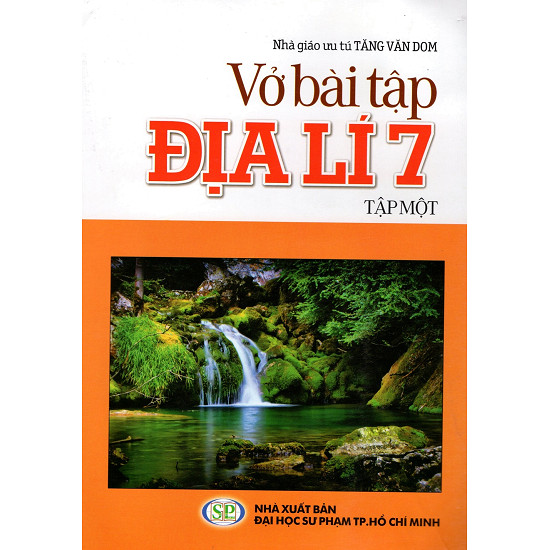 Nhà giáo ưu tú TĂNG VĂN DOM
Vở bài tập
ĐỊA LÍ 7
TẬP MỘT
SP
NHÀ XUẤT BẢN
ĐẠI HỌC SƯ PHẠM TP.HỒ CHÍ MINH